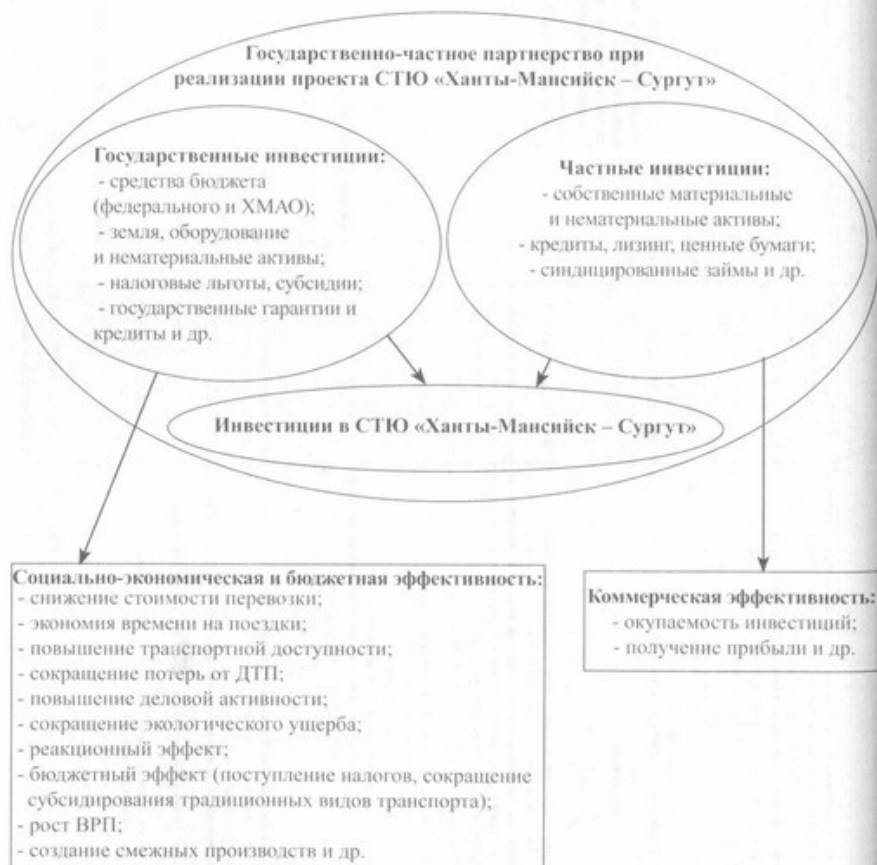 Государственно-частное партнерство при
реализации проекта СТЮ «Ханты-Мансийск – Сургут»
Государственные инвестиции:
- средства бюджета
(федерального и ХМАО);
- земля, оборудование
и нематериальные активы;
- налоговые льготы, субсидии;
- государственные гарантии и
кредиты и др.
Частные инвестиции:
- собственные материальные
и нематериальные активы;
- кредиты, лизинг, ценные бумаги;
- синдицированные займы и др.
Инвестиции в СТЮ «Ханты-Мансийск – Сургут»
Социально-экономическая и бюджетная эффективность:
- снижение стоимости перевозки;
- экономия времени на поездки;
- повышение транспортной доступности;
- сокращение потерь от ДТП;
- повышение деловой активности;
- сокращение экологического ущерба;
- реакционный эффект;
- бюджетный эффект (поступление налогов, сокращение
субсидирования традиционных видов транспорта);
- рост ВРП;
- создание смежных производств и др.
Коммерческая эффективность:
- окупаемость инвестиций;
- получение прибыли и др.